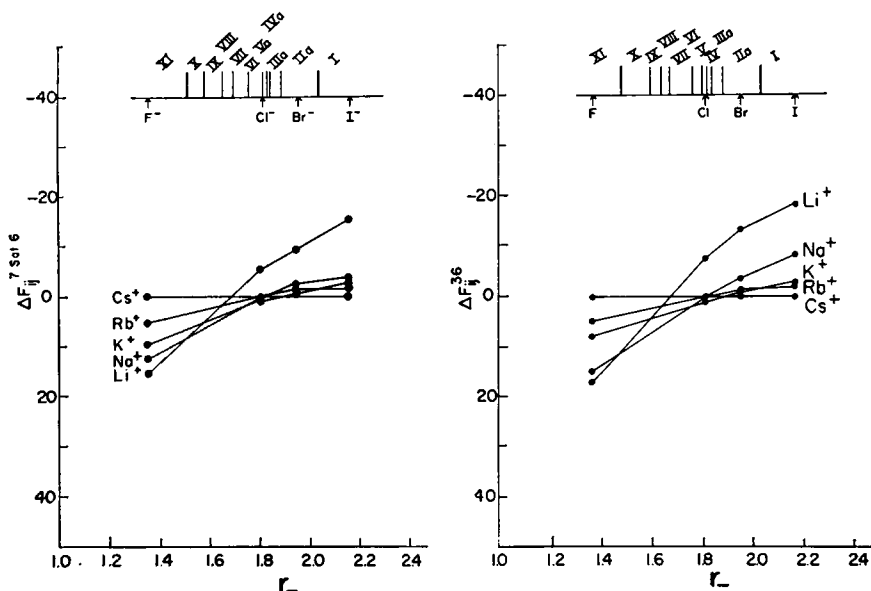 XI X IX VIII VII VI Va IVa IIIa IIa I
F⁻ Cl⁻ Br⁻ I⁻
ΔF_ij^7 Sat 6
-40
-20
0
20
40
Cs⁺
Rb⁺
K⁺
Na⁺
Li⁺
1.0 1.2 1.4 1.6 1.8 2.0 2.2 2.4
r_
XI X IX VIII VII VI V IV IIIa IIa I
F Cl Br I
ΔF_ij^36
-40
-20
0
20
40
Li⁺
Na⁺
K⁺
Rb⁺
Cs⁺
1.0 1.2 1.4 1.6 1.8 2.0 2.2 2.4
r_